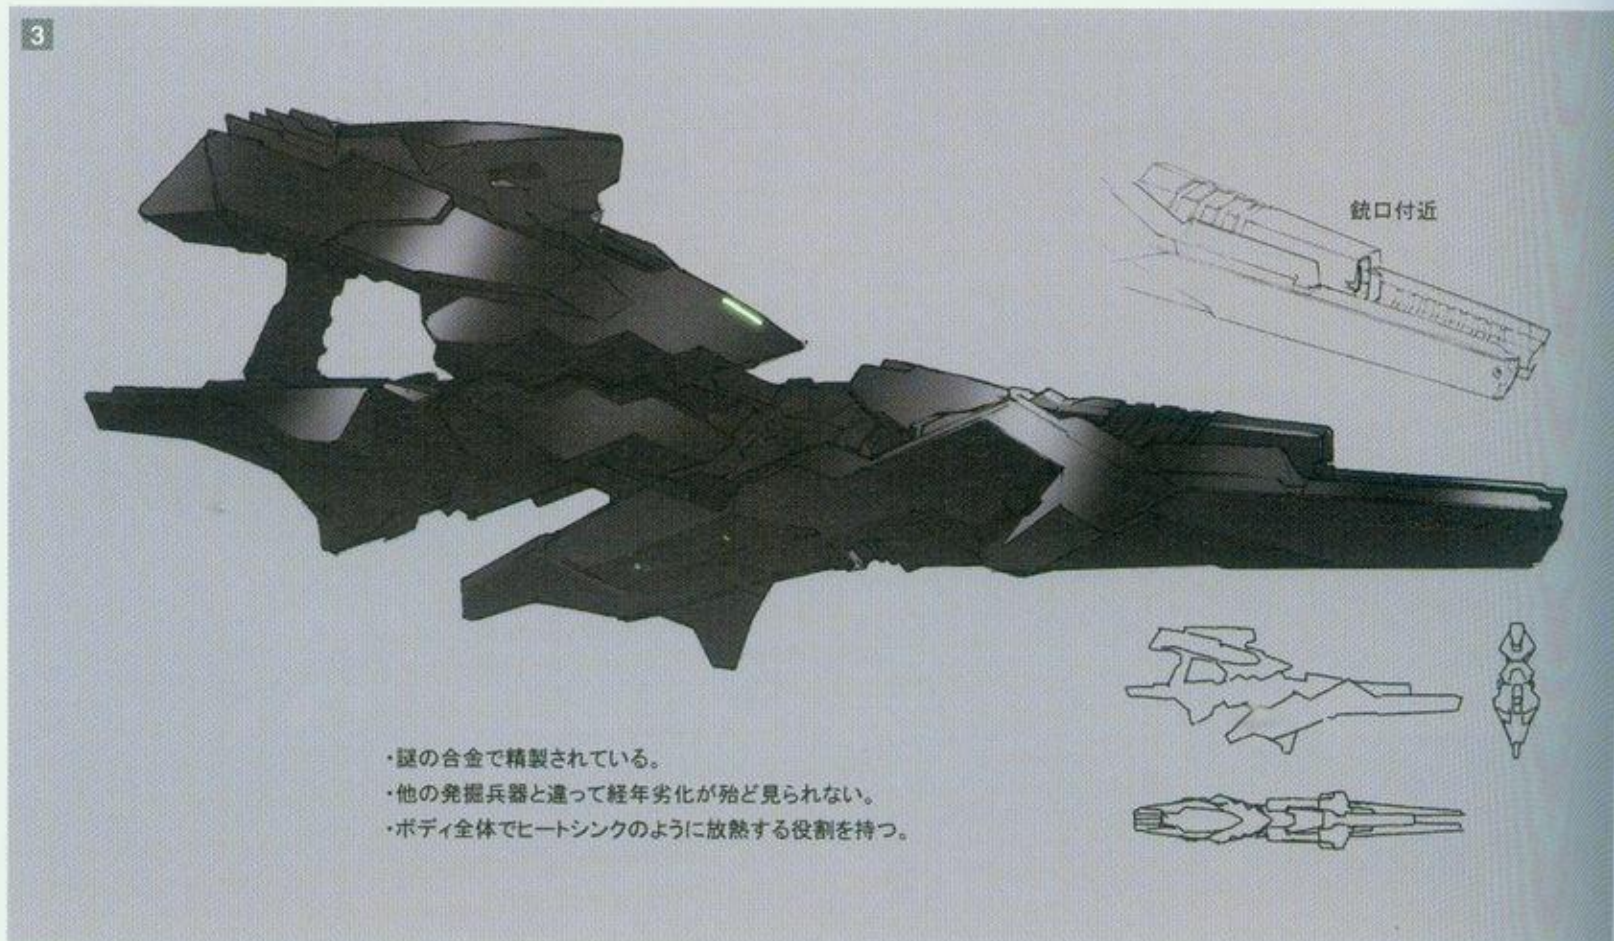 3
銃口付近
・謎の合金で精製されている。
・他の発掘兵器と違って経年劣化が殆ど見られない。
・ボディ全体でヒートシンクのように放熱する役割を持つ。